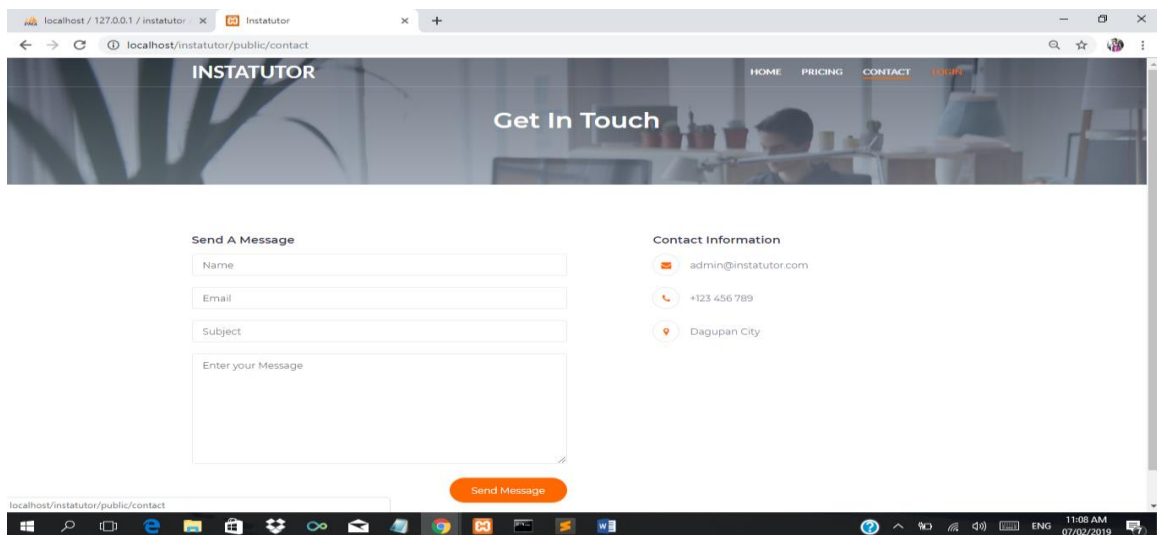 localhost / 127.0.0.1 / instatutor
Instatutor
localhost/instatutor/public/contact
INSTATUTOR
HOME PRICING CONTACT LOGIN
Get In Touch
Send A Message
Name
Email
Subject
Enter your Message
Send Message
Contact Information
admin@instatutor.com
+123 456 789
Dagupan City
localhost/instatutor/public/contact
ENG
11:08 AM
07/02/2019